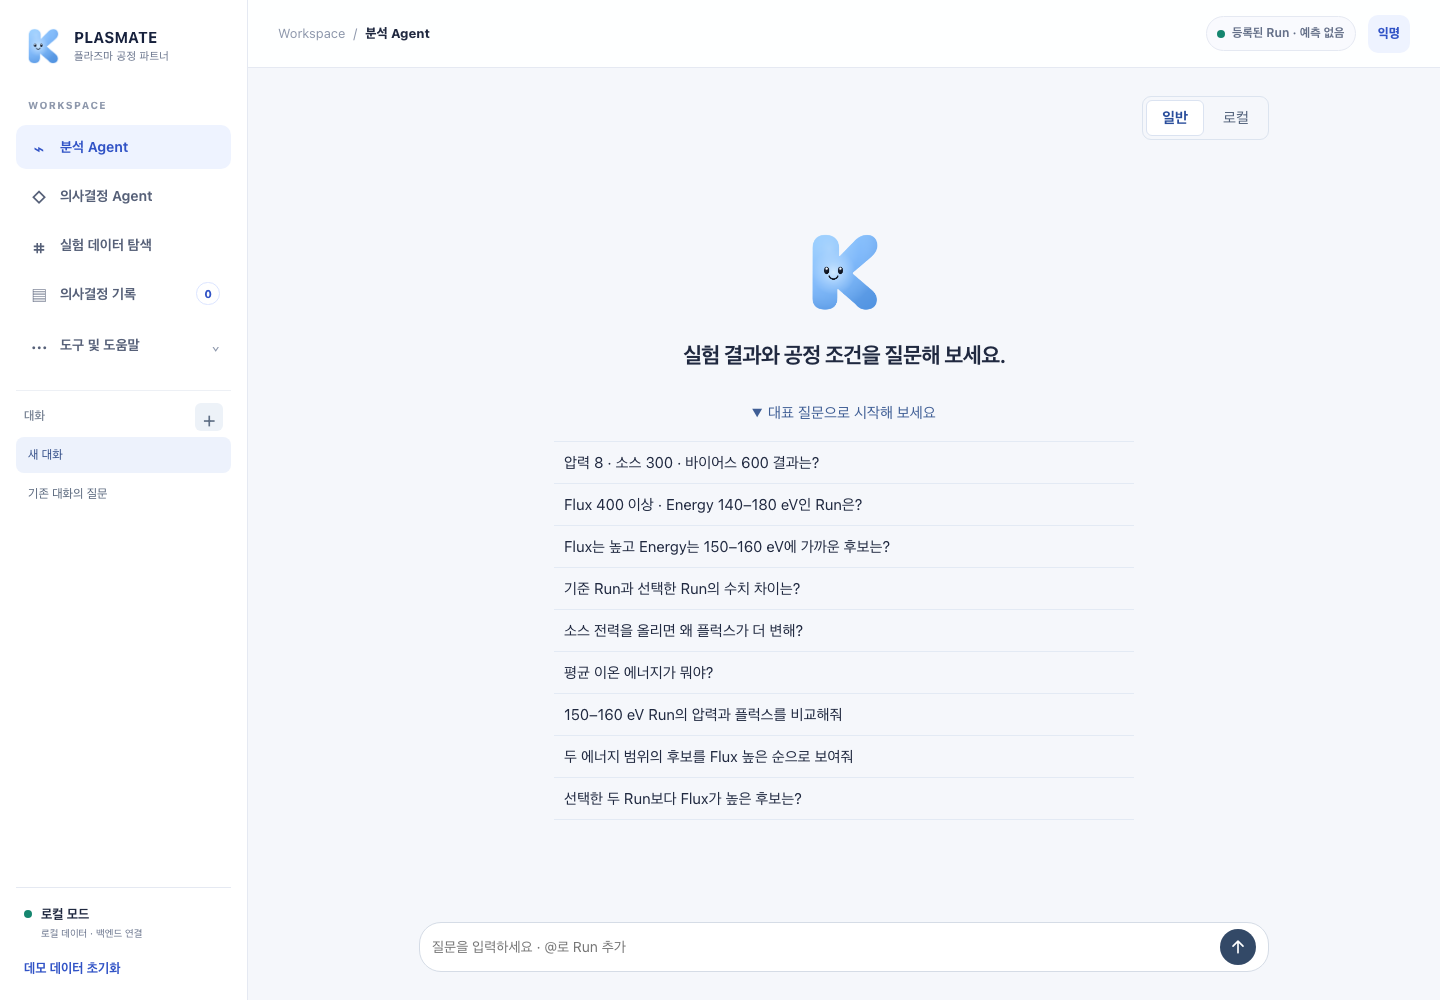 PLASMATE
플라즈마 공정 파트너
WORKSPACE
분석 Agent
의사결정 Agent
실험 데이터 탐색
의사결정 기록
0
도구 및 도움말
대화
새 대화
기존 대화의 질문
로컬 모드
로컬 데이터 · 백엔드 연결
데모 데이터 초기화
Workspace / 분석 Agent
등록된 Run · 예측 없음
익명
일반
로컬
실험 결과와 공정 조건을 질문해 보세요.
▼ 대표 질문으로 시작해 보세요
압력 8 · 소스 300 · 바이어스 600 결과는?
Flux 400 이상 · Energy 140–180 eV인 Run은?
Flux는 높고 Energy는 150–160 eV에 가까운 후보는?
기준 Run과 선택한 Run의 수치 차이는?
소스 전력을 올리면 왜 플럭스가 더 변해?
평균 이온 에너지가 뭐야?
150–160 eV Run의 압력과 플럭스를 비교해줘
두 에너지 범위의 후보를 Flux 높은 순으로 보여줘
선택한 두 Run보다 Flux가 높은 후보는?
질문을 입력하세요 · @로 Run 추가